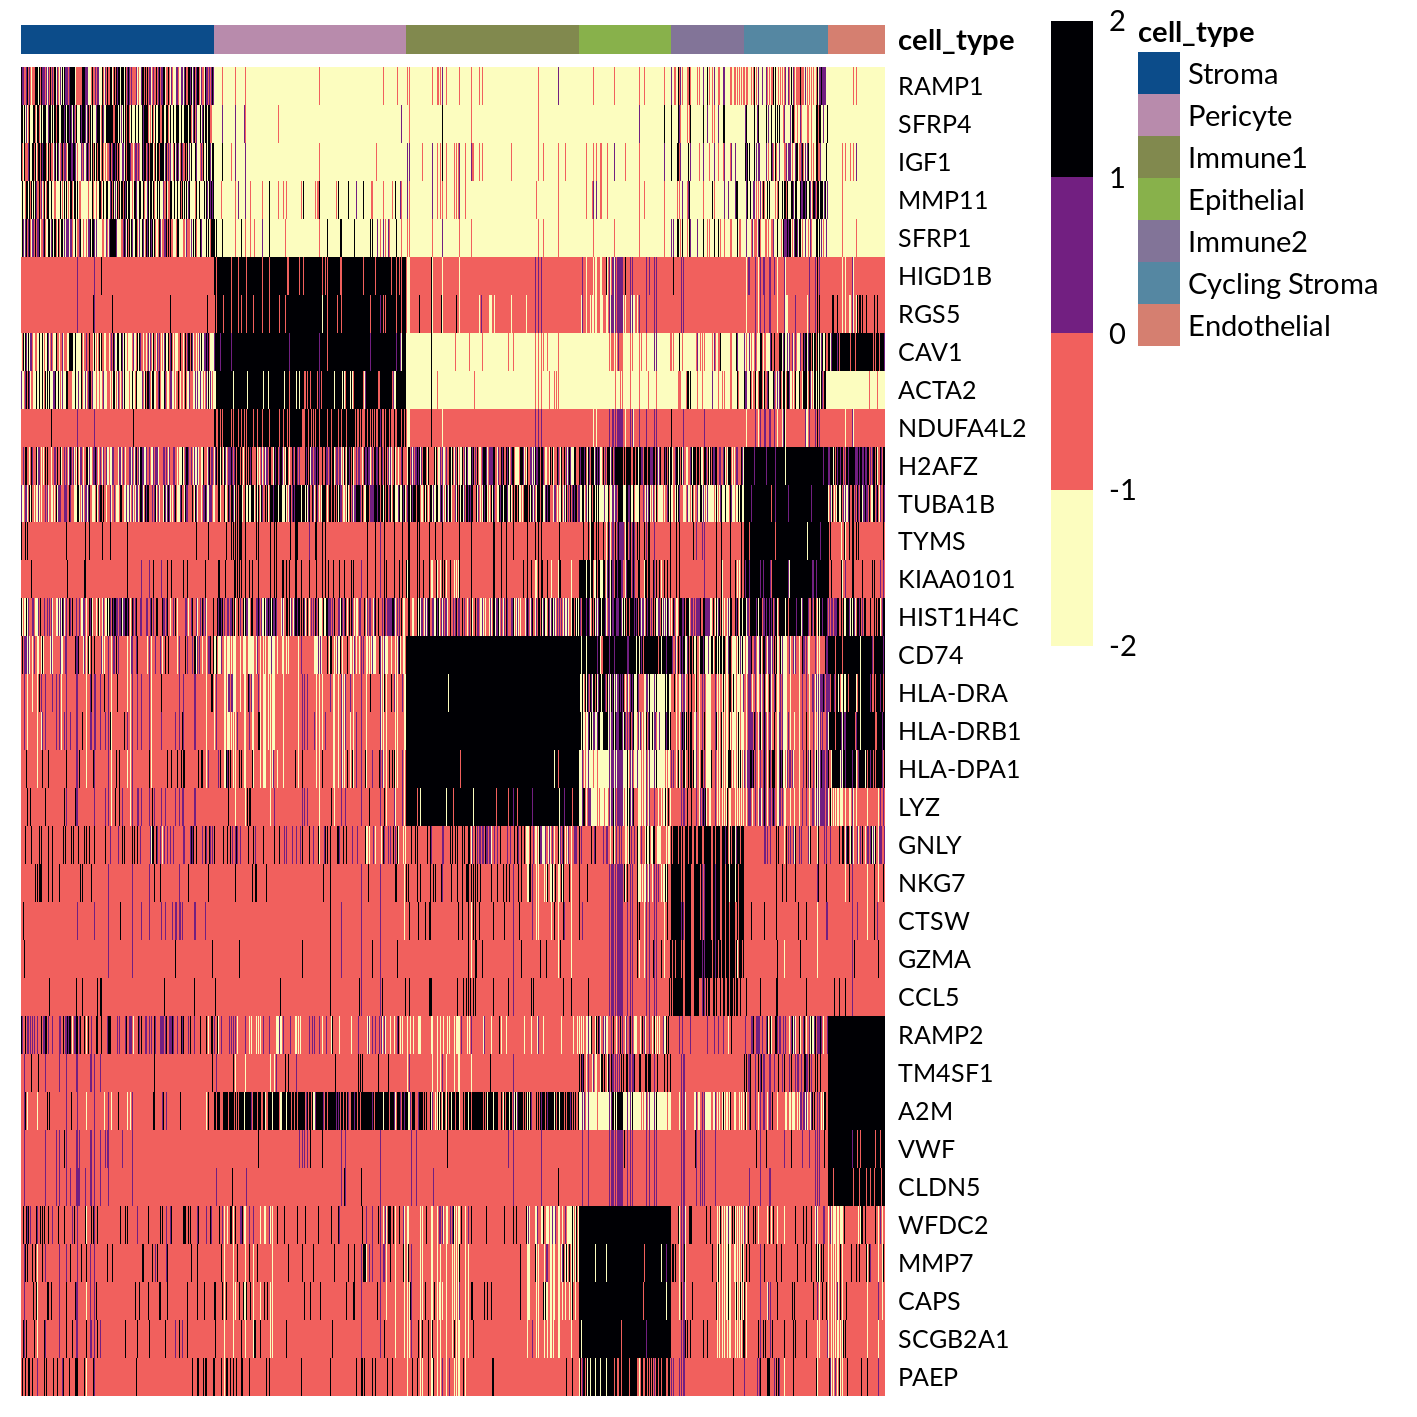 cell_type
RAMP1
SFRP4
IGF1
MMP11
SFRP1
HIGD1B
RGS5
CAV1
ACTA2
NDUFA4L2
H2AFZ
TUBA1B
TYMS
KIAA0101
HIST1H4C
CD74
HLA-DRA
HLA-DRB1
HLA-DPA1
LYZ
GNLY
NKG7
CTSW
GZMA
CCL5
RAMP2
TM4SF1
A2M
VWF
CLDN5
WFDC2
MMP7
CAPS
SCGB2A1
PAEP
2
1
0
-1
-2
cell_type
Stroma
Pericyte
Immune1
Epithelial
Immune2
Cycling Stroma
Endothelial